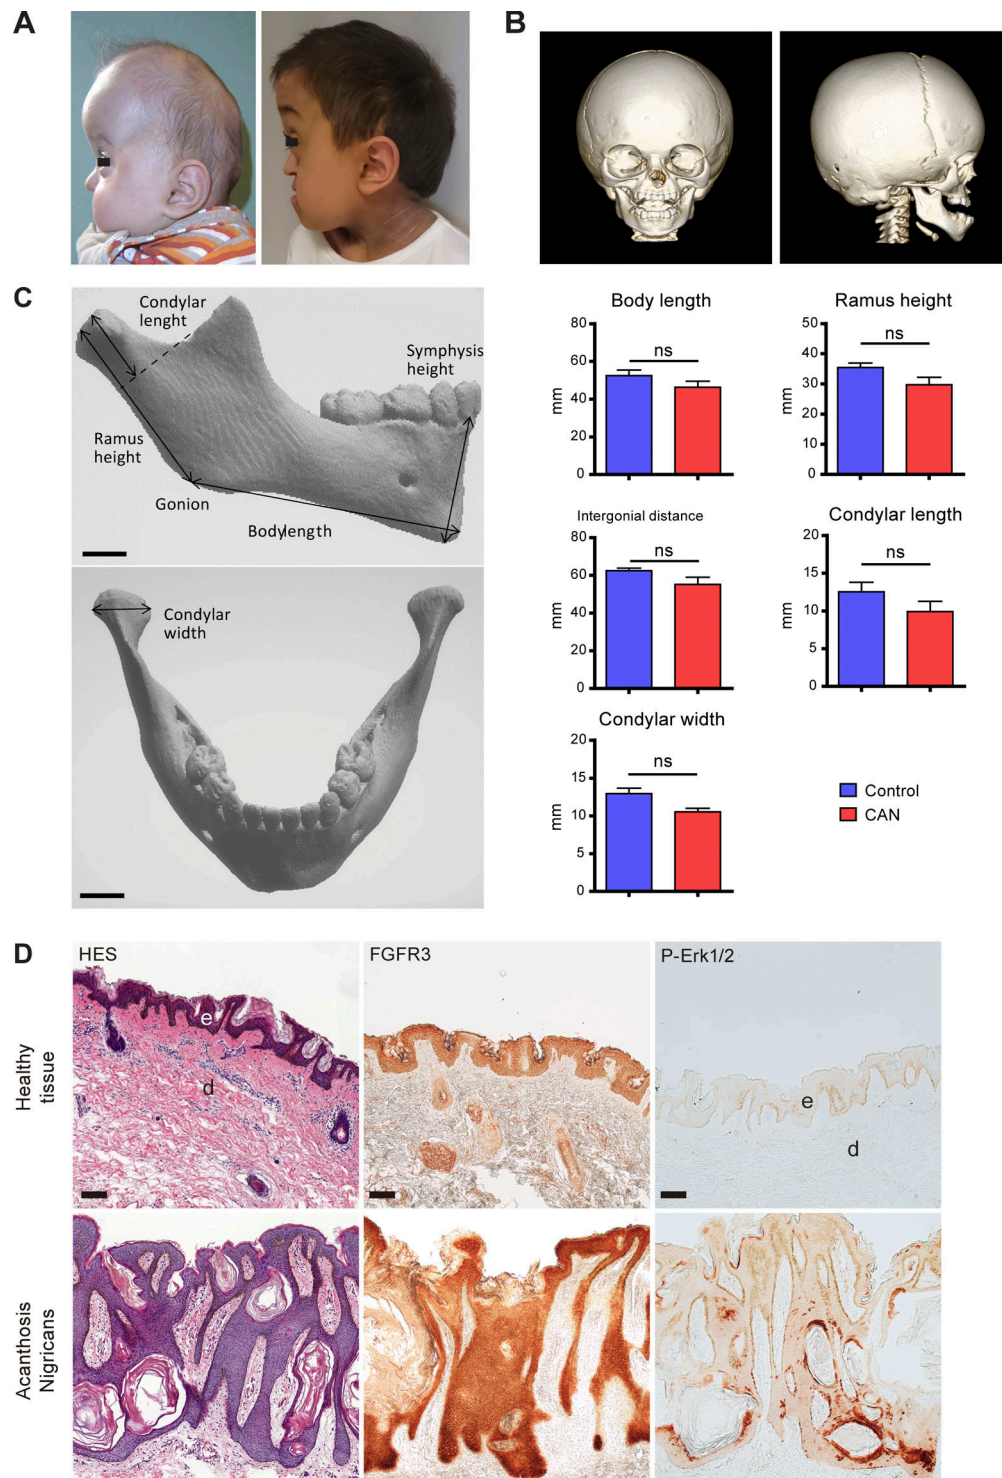 A
B
C
Condylar
lenght
Symphysis
height
Ramus
height
Gonion
Bodylength
Condylar
width
Body length
80
60
40
20
0
mm
ns
Ramus height
50
40
30
20
10
0
mm
ns
Intergonial distance
80
60
40
20
0
mm
ns
Condylar length
15
10
5
0
mm
ns
Condylar width
20
15
10
5
0
mm
ns
Control
CAN
D
HES
FGFR3
P-Erk1/2
Healthy
tissue
e
d
e
d
Acanthosis
Nigricans